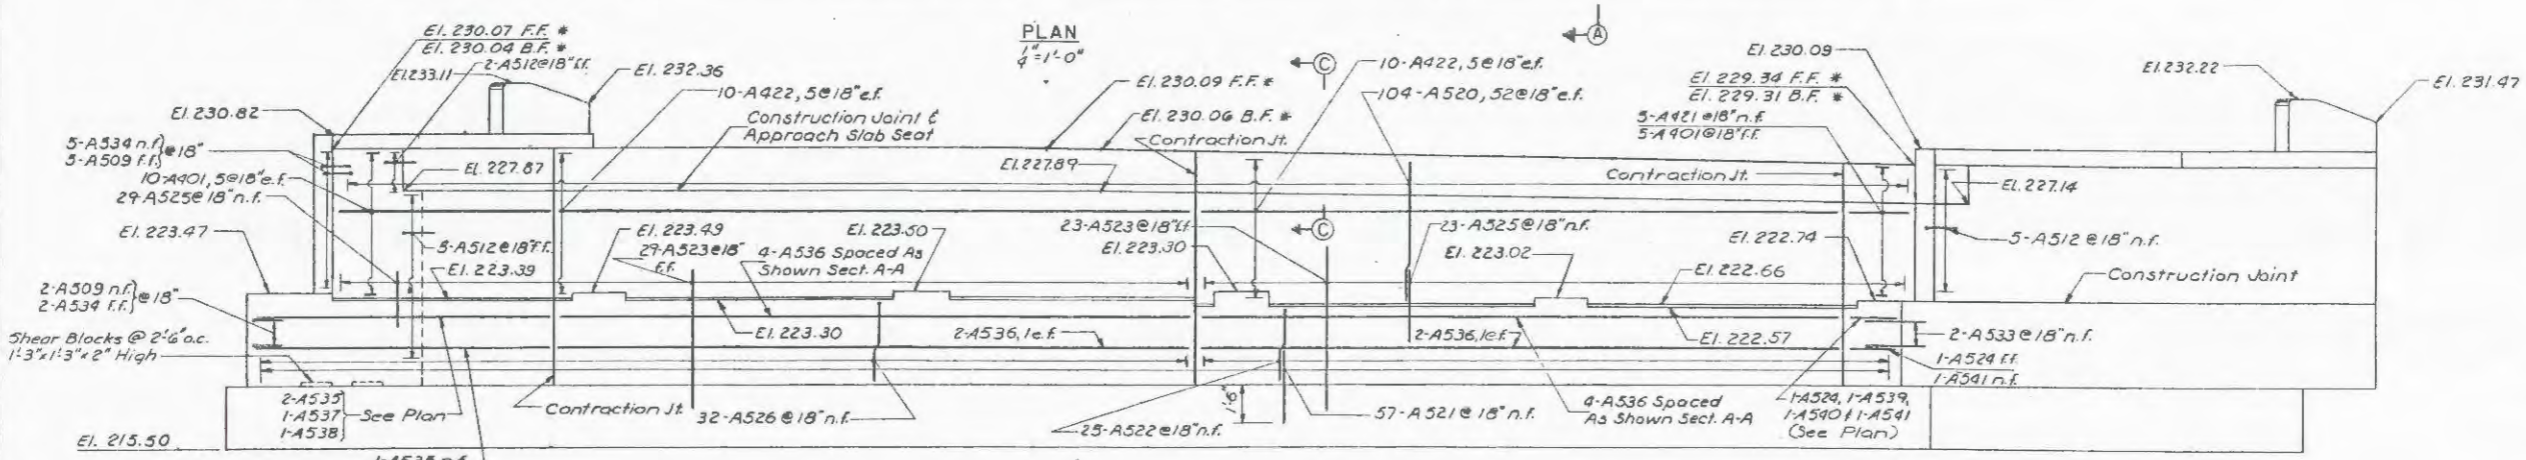 PLAN
1/4"=1'-0"
A
El. 230.07 F.F. *
El. 230.04 B.F. *
El.233.11
2-A512@18"f.f.
El. 232.36
El. 230.82
10-A422, 5@18"e.f.
Construction Joint &
Approach Slab Seat
El. 230.09 F.F. *
El. 230.06 B.F. *
C
10-A422, 5@18"e.f.
104-A520, 52@18"e.f.
Contraction Jt.
El. 230.09
El. 229.34 F.F. *
El. 229.31 B.F. *
5-A421@18"n.f.
5-A401@18"f.f.
El. 232.22
El. 231.47
5-A534 n.f.
5-A509 f.f.
@18"
10-A401, 5@18"e.f.
29-A525@18"n.f.
El. 227.87
El. 227.89
Contraction Jt.
El. 227.14
El. 223.47
5-A512@18"f.f.
El. 223.39
El. 223.49
29-A523@18"
f.f.
4-A536 Spaced As
Shown Sect. A-A
El. 223.50
23-A523@18"f.f.
El. 223.30
C
23-A525@18"n.f.
El. 223.02
El. 222.74
El. 222.66
5-A512@18"n.f.
Construction Joint
2-A509 n.f.
2-A534 f.f.
@18"
Shear Blocks @ 2'-6" o.c.
1'-3"x1'-3"x2" High
El. 223.30
2-A536, 1e.f.
2-A536, 1e.f.
El. 222.57
2-A533@18"n.f.
1-A524 f.f.
1-A541 n.f.
2-A535
1-A537
1-A538
See Plan
Contraction Jt.
32-A526@18"n.f.
1'-6"
25-A522@18"n.f.
57-A521@18"n.f.
4-A536 Spaced
As Shown Sect. A-A
1-A524, 1-A539,
1-A540 & 1-A541
(See Plan)
El. 215.50
1-A535 n.f.